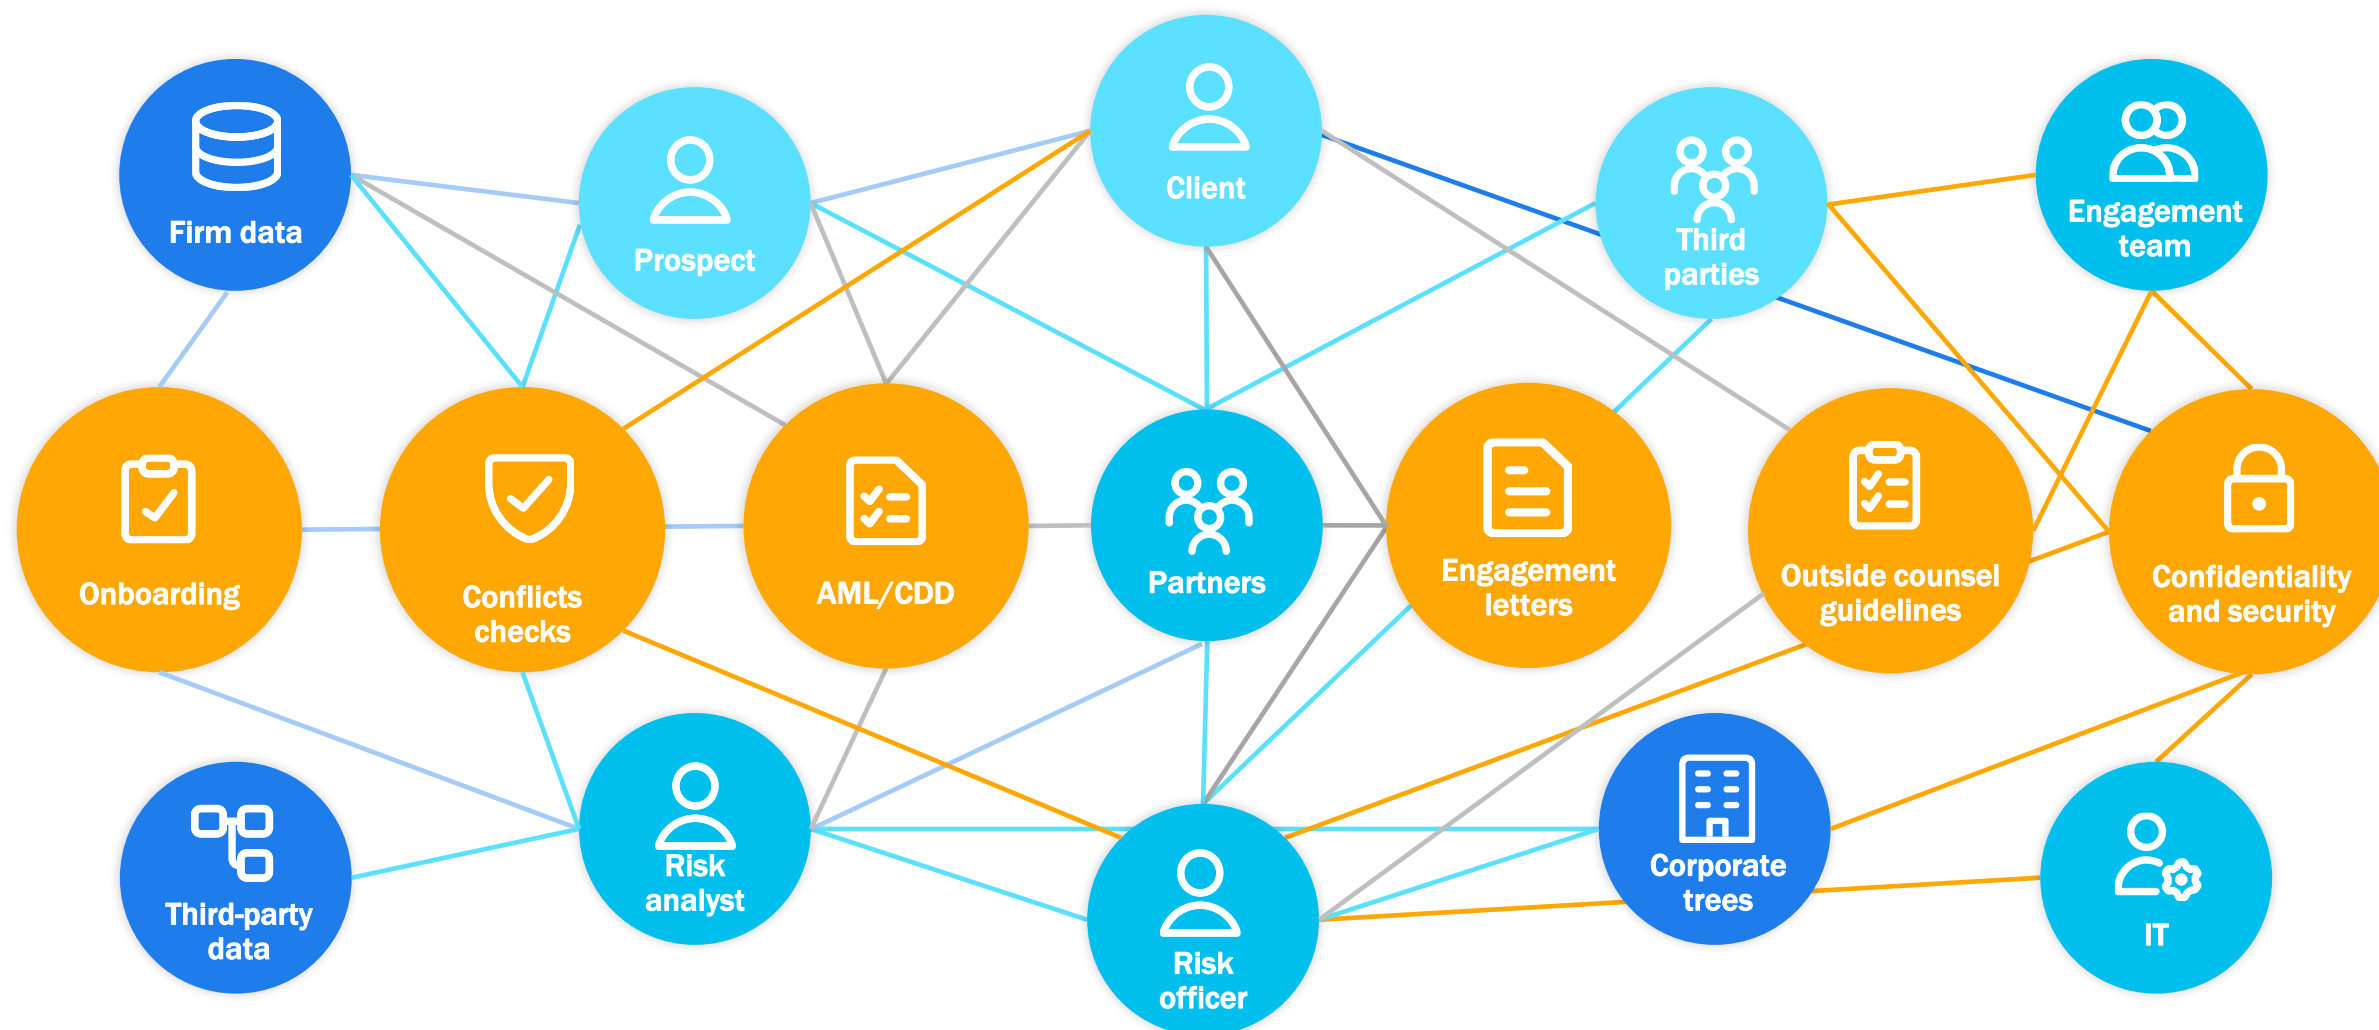 Firm data
Prospect
Client
Third
parties
Engagement
team
Onboarding
Conflicts
checks
AML/CDD
Partners
Engagement
letters
Outside counsel
guidelines
Confidentiality
and security
Third-party
data
Risk
analyst
Risk
officer
Corporate
trees
IT